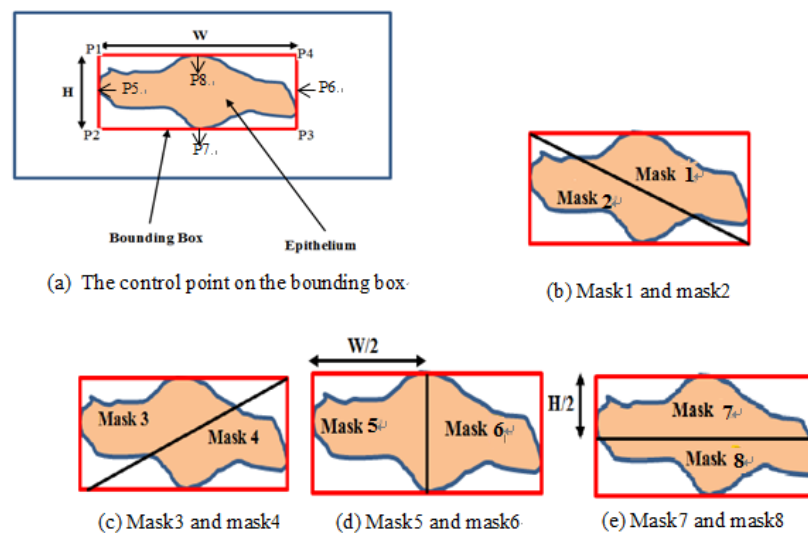 W
P1
P4
P8
P5
P6
H
P2
P3
P7
Bounding Box
Epithelium
(a) The control point on the bounding box
Mask 1
Mask 2
(b) Mask1 and mask2
Mask 3
Mask 4
(c) Mask3 and mask4
W/2
Mask 5
Mask 6
(d) Mask5 and mask6
H/2
Mask 7
Mask 8
(e) Mask7 and mask8